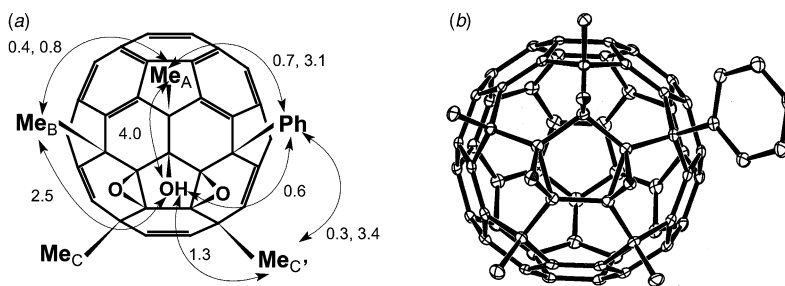 (a)
(b)
0.4, 0.8
0.7, 3.1
MeA
MeB
4.0
Ph
O
OH
O
2.5
0.6
0.3, 3.4
MeC
1.3
MeC'